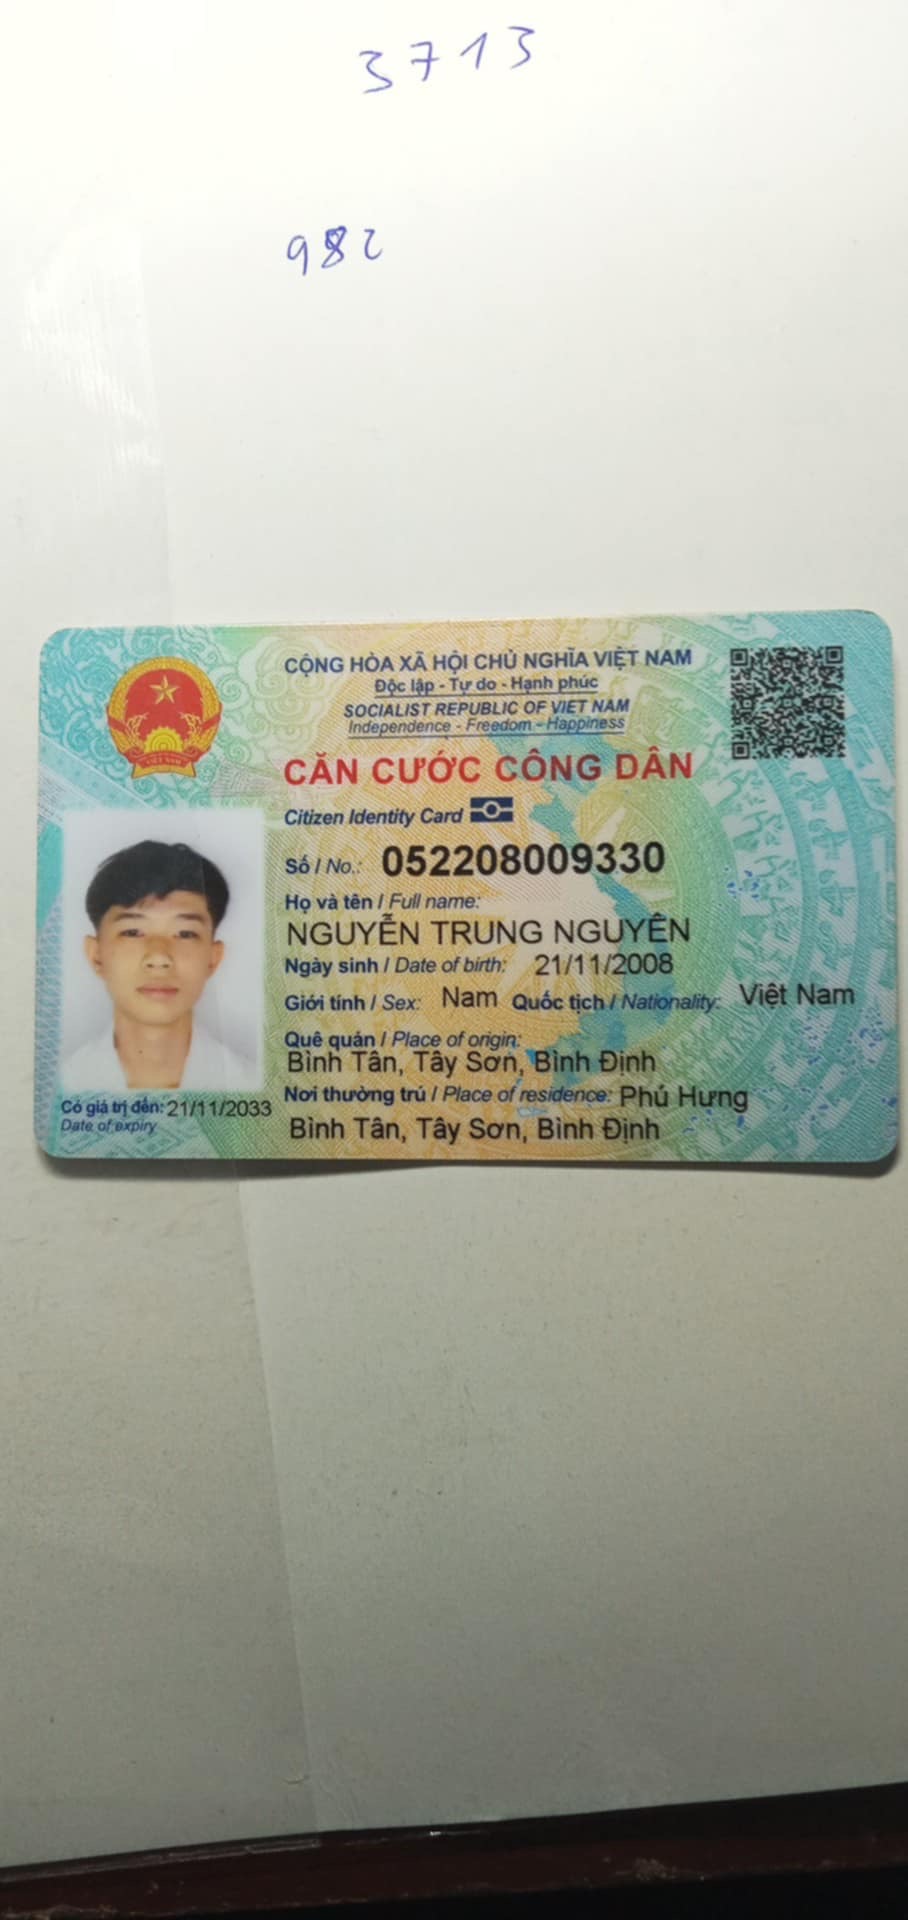 3713
982
CỘNG HÒA XÃ HỘI CHỦ NGHĨA VIỆT NAM
Độc lập - Tự do - Hạnh phúc
SOCIALIST REPUBLIC OF VIET NAM
Independence - Freedom - Happiness
CĂN CƯỚC CÔNG DÂN
Citizen Identity Card
Số / No.: 052208009330
Họ và tên / Full name:
NGUYỄN TRUNG NGUYÊN
Ngày sinh / Date of birth: 21/11/2008
Giới tính / Sex: Nam Quốc tịch / Nationality: Việt Nam
Quê quán / Place of origin:
Bình Tân, Tây Sơn, Bình Định
Nơi thường trú / Place of residence: Phú Hưng
Bình Tân, Tây Sơn, Bình Định
Có giá trị đến: 21/11/2033
Date of expiry
VIỆT NAM